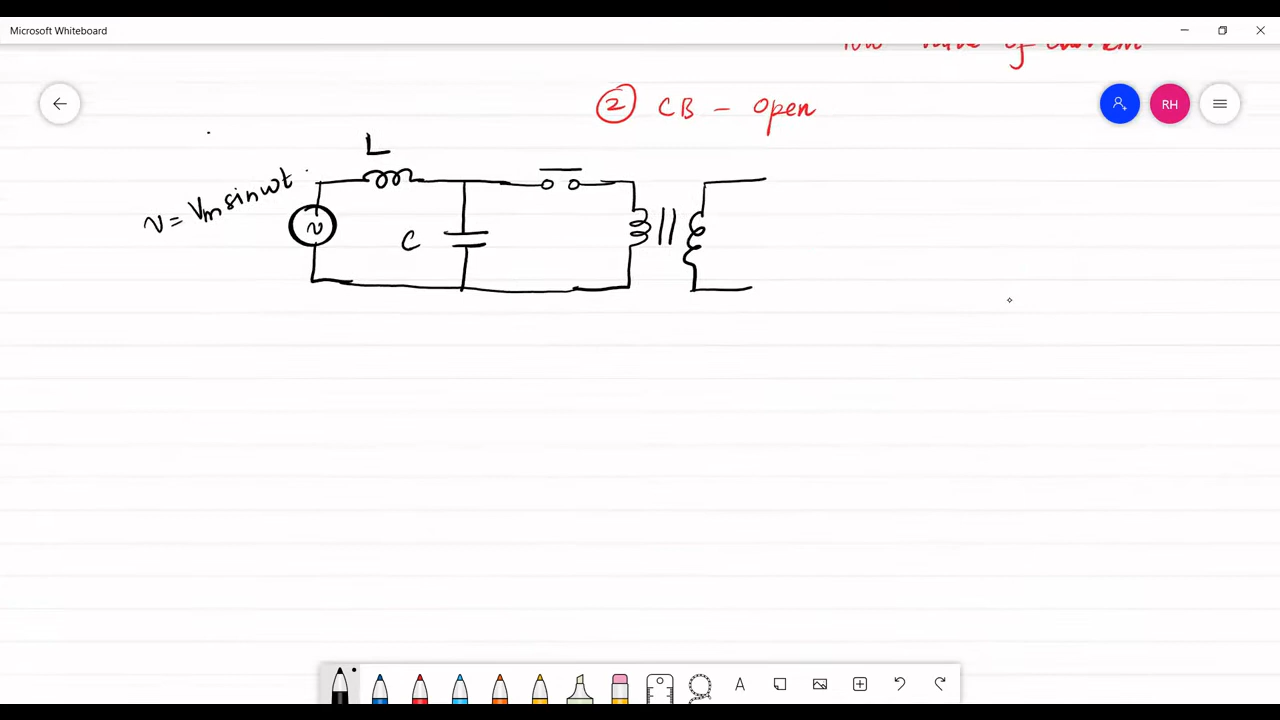 Microsoft Whiteboard
RH
② CB - Open
L
v = Vm sin ωt
v
C
A